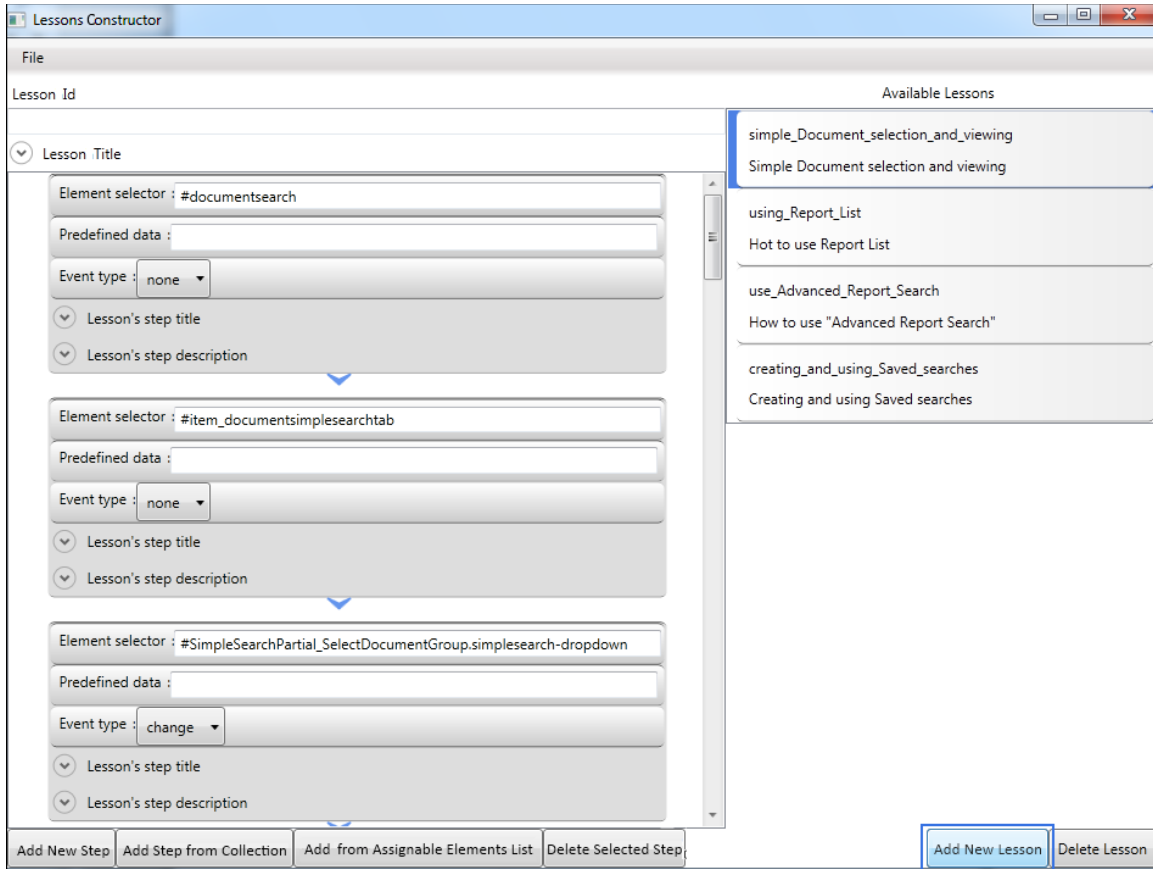 Lessons Constructor
File
Lesson Id
Available Lessons
Lesson Title
Element selector : #documentsearch
Predefined data :
Event type : none
Lesson's step title
Lesson's step description
Element selector : #item_documentsimplesearchtab
Predefined data :
Event type : none
Lesson's step title
Lesson's step description
Element selector : #SimpleSearchPartial_SelectDocumentGroup.simplesearch-dropdown
Predefined data :
Event type : change
Lesson's step title
Lesson's step description
simple_Document_selection_and_viewing
Simple Document selection and viewing
using_Report_List
Hot to use Report List
use_Advanced_Report_Search
How to use "Advanced Report Search"
creating_and_using_Saved_searches
Creating and using Saved searches
Add New Step
Add Step from Collection
Add from Assignable Elements List
Delete Selected Step
Add New Lesson
Delete Lesson